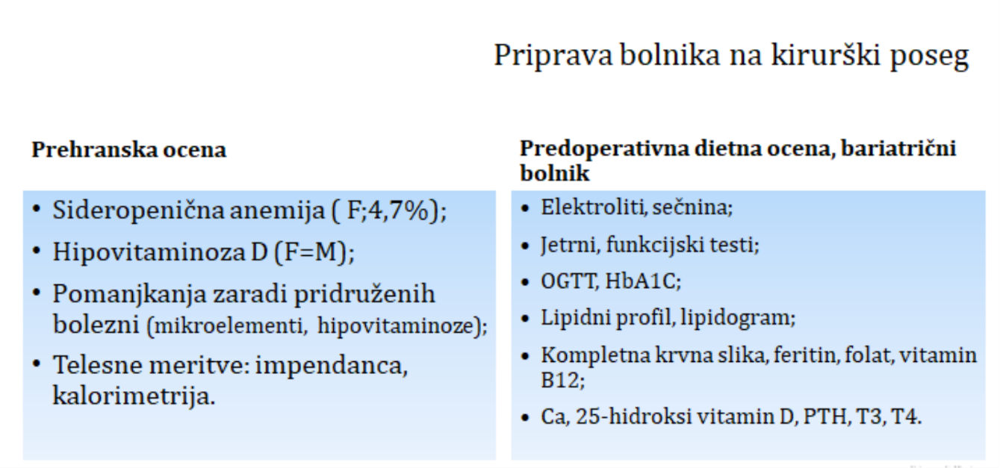 Priprava bolnika na kirurški poseg
Prehranska ocena
• Sideropenična anemija ( F;4,7%);
• Hipovitaminoza D (F=M);
• Pomanjkanja zaradi pridruženih
bolezni (mikroelementi, hipovitaminoze);
• Telesne meritve: impendanca,
kalorimetrija.
Predoperativna dietna ocena, bariatrični
bolnik
• Elektroliti, sečnina;
• Jetrni, funkcijski testi;
• OGTT, HbA1C;
• Lipidni profil, lipidogram;
• Kompletna krvna slika, feritin, folat, vitamin
B12;
• Ca, 25-hidroksi vitamin D, PTH, T3, T4.